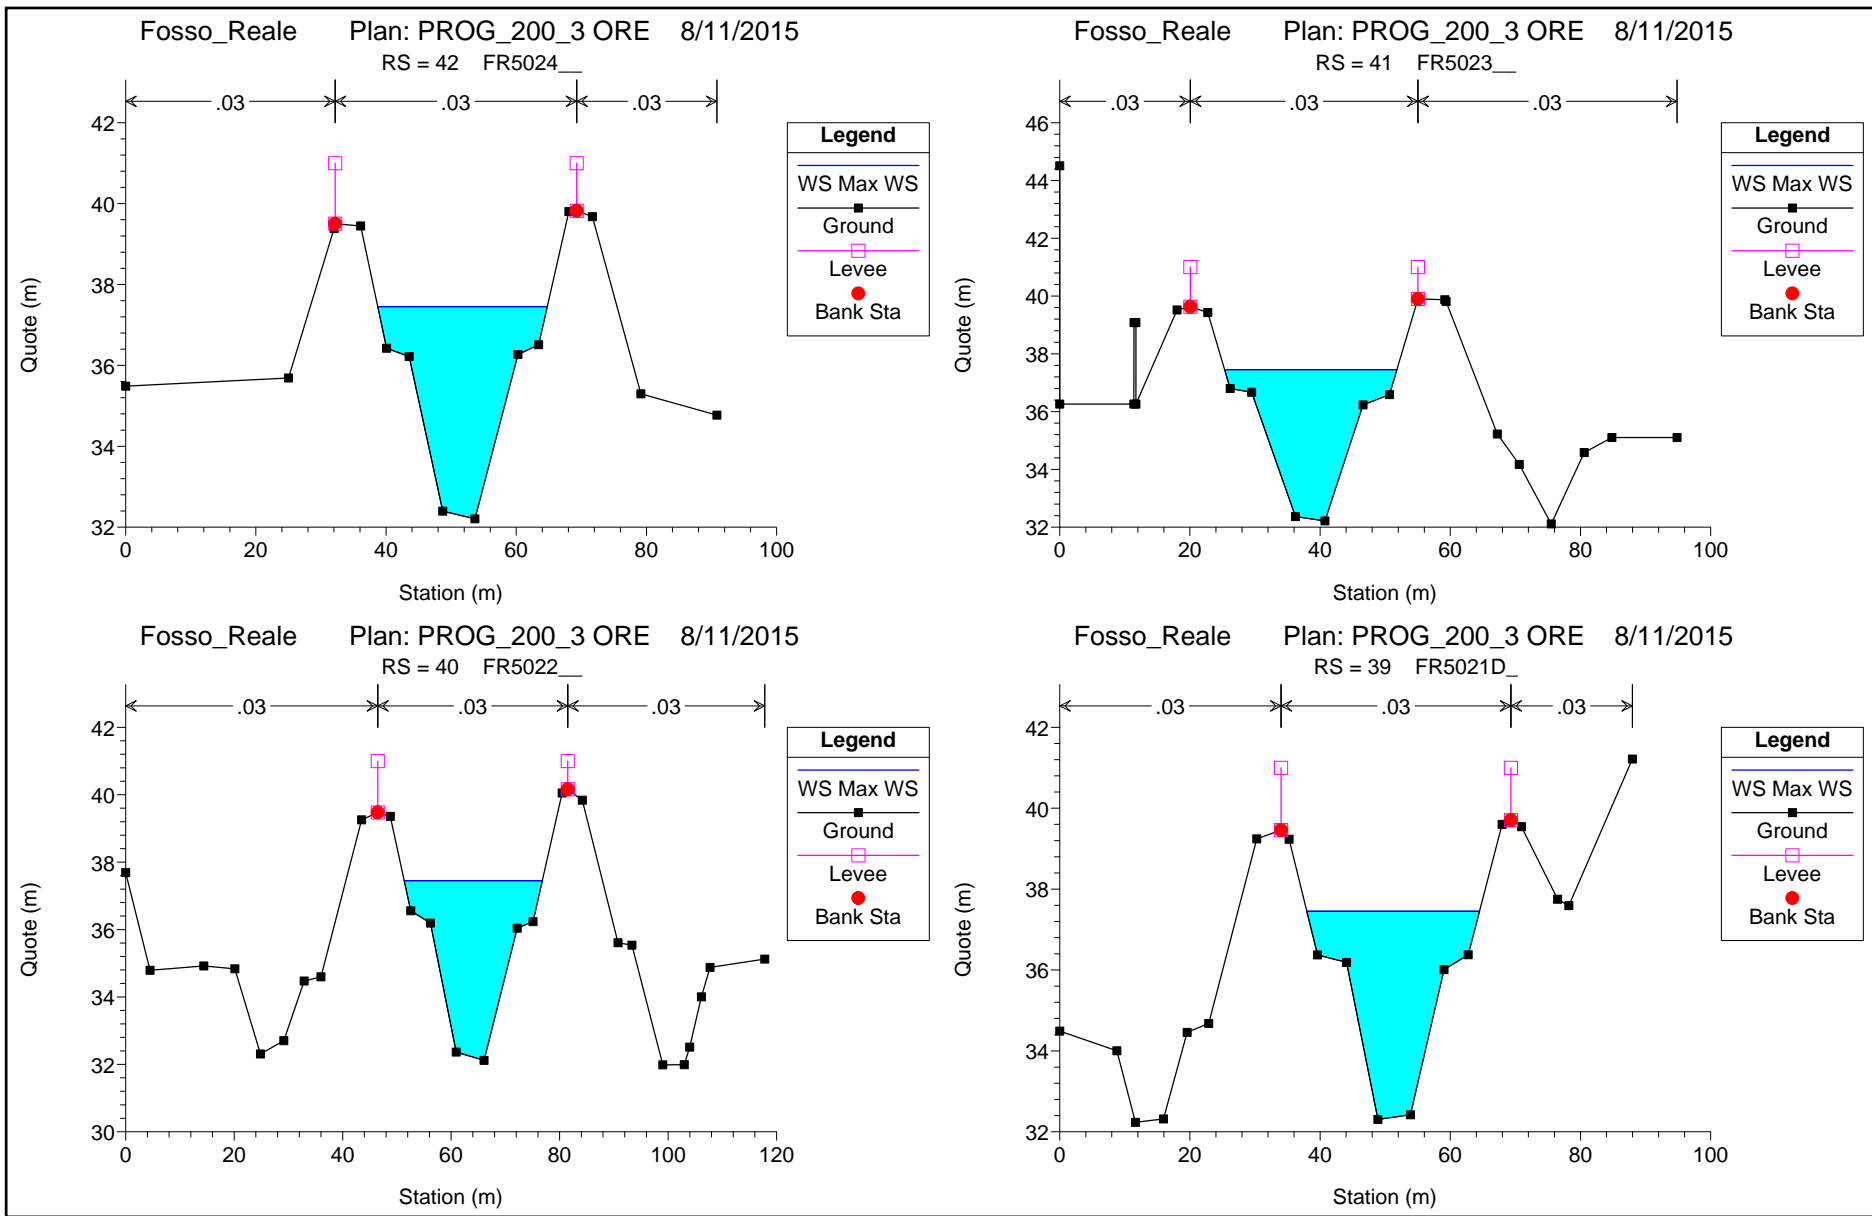 Fosso_Reale Plan: PROG_200_3 ORE 8/11/2015
RS = 42 FR5024__
.03 .03 .03
42
40
38
36
34
32
0 20 40 60 80 100
Station (m)
Quote (m)
Legend
WS Max WS
Ground
Levee
Bank Sta
Fosso_Reale Plan: PROG_200_3 ORE 8/11/2015
RS = 41 FR5023__
.03 .03 .03
46
44
42
40
38
36
34
32
0 20 40 60 80 100
Station (m)
Quote (m)
Legend
WS Max WS
Ground
Levee
Bank Sta
Fosso_Reale Plan: PROG_200_3 ORE 8/11/2015
RS = 40 FR5022__
.03 .03 .03
42
40
38
36
34
32
30
0 20 40 60 80 100 120
Station (m)
Quote (m)
Legend
WS Max WS
Ground
Levee
Bank Sta
Fosso_Reale Plan: PROG_200_3 ORE 8/11/2015
RS = 39 FR5021D_
.03 .03 .03
42
40
38
36
34
32
0 20 40 60 80 100
Station (m)
Quote (m)
Legend
WS Max WS
Ground
Levee
Bank Sta